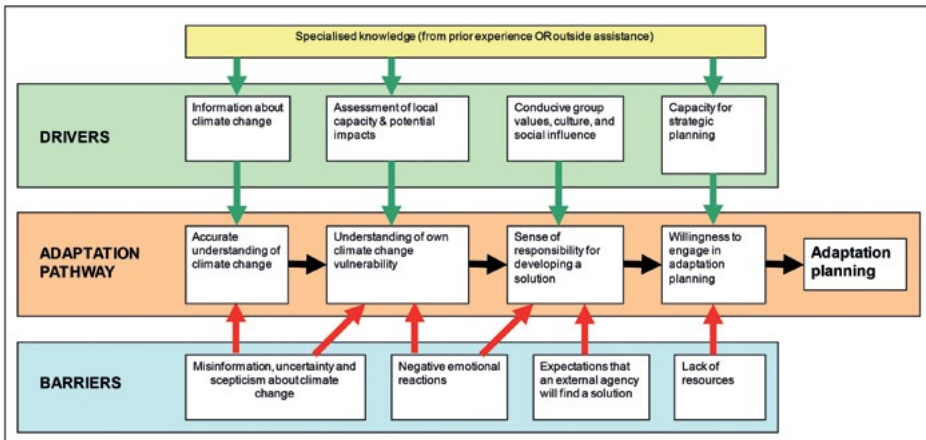 Specialised knowledge (from prior experience OR outside assistance)
DRIVERS
Information about
climate change
Assessment of local
capacity & potential
impacts
Conducive group
values, culture, and
social influence
Capacity for
strategic
planning
ADAPTATION
PATHWAY
Accurate
understanding of
climate change
Understanding of own
climate change
vulnerability
Sense of
responsibility for
developing a
solution
Willingness to
engage in
adaptation
planning
Adaptation
planning
BARRIERS
Misinformation, uncertainty and
scepticism about climate
change
Negative emotional
reactions
Expectations that
an external agency
will find a solution
Lack of
resources